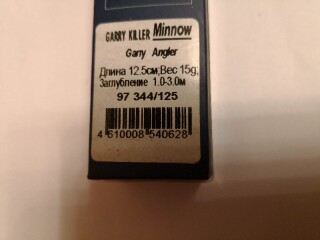 GARRY KILLER Minnow
Garry Angler
Длина 12.5см;Вес 15g;
Заглубление 1.0-3.0м
97 344/125
4 610008 540628